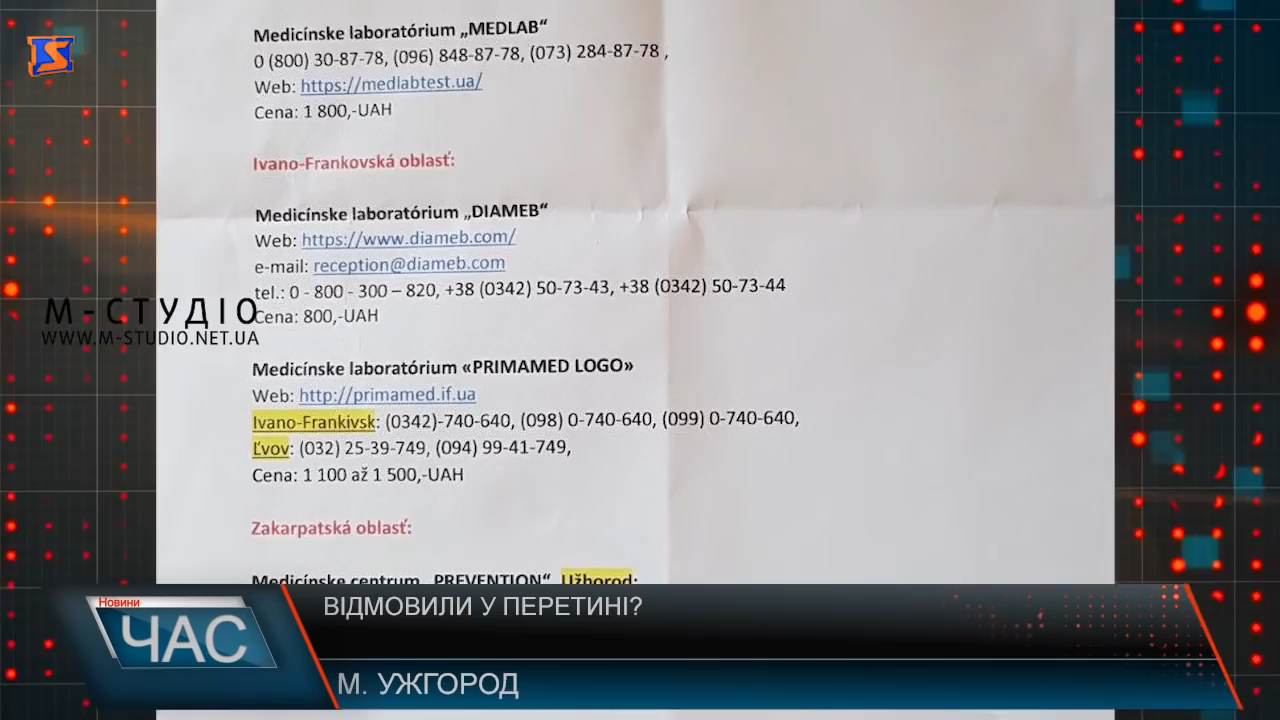 Medicínske laboratórium „MEDLAB“
0 (800) 30-87-78, (096) 848-87-78, (073) 284-87-78 ,
Web: https://medlabtest.ua/
Cena: 1 800,-UAH
Ivano-Frankovská oblasť:
Medicínske laboratórium „DIAMEB“
Web: https://www.diameb.com/
e-mail: reception@diameb.com
tel.: 0 - 800 - 300 – 820, +38 (0342) 50-73-43, +38 (0342) 50-73-44
Cena: 800,-UAH
М-СТУДІО
WWW.M-STUDIO.NET.UA
Medicínske laboratórium «PRIMAMED LOGO»
Web: http://primamed.if.ua
Ivano-Frankivsk: (0342)-740-640, (098) 0-740-640, (099) 0-740-640,
Ľvov: (032) 25-39-749, (094) 99-41-749,
Cena: 1 100 až 1 500,-UAH
Zakarpatská oblasť:
Medicínske centrum „PREVENTION“, Užhorod:
Новини
ЧАС
ВІДМОВИЛИ У ПЕРЕТИНІ?
М. УЖГОРОД